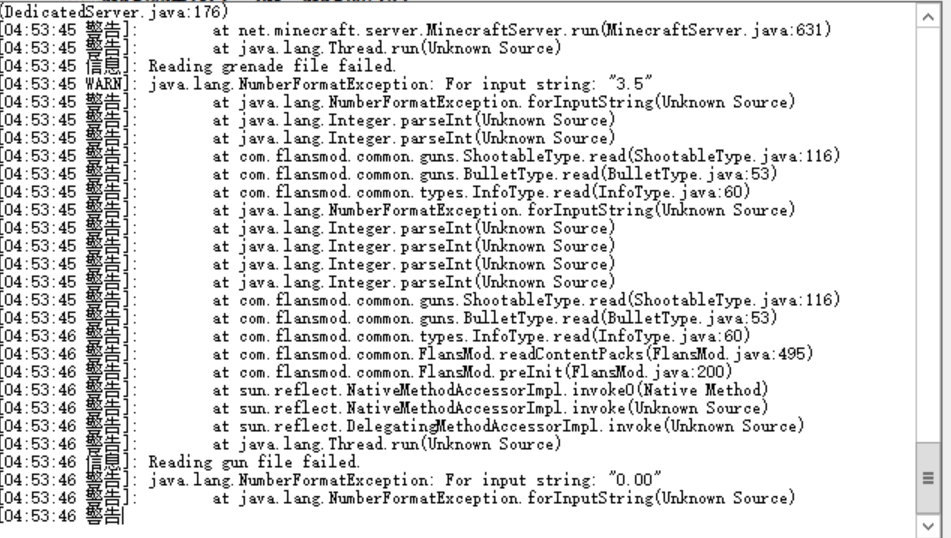 (DedicatedServer.java:176)
[04:53:45 警告]: at net.minecraft.server.MinecraftServer.run(MinecraftServer.java:631)
[04:53:45 警告]: at java.lang.Thread.run(Unknown Source)
[04:53:45 信息]: Reading grenade file failed.
[04:53:45 WARN]: java.lang.NumberFormatException: For input string: "3.5"
[04:53:45 警告]: at java.lang.NumberFormatException.forInputString(Unknown Source)
[04:53:45 警告]: at java.lang.Integer.parseInt(Unknown Source)
[04:53:45 警告]: at java.lang.Integer.parseInt(Unknown Source)
[04:53:45 警告]: at com.flansmod.common.guns.ShootableType.read(ShootableType.java:116)
[04:53:45 警告]: at com.flansmod.common.guns.BulletType.read(BulletType.java:53)
[04:53:45 警告]: at com.flansmod.common.types.InfoType.read(InfoType.java:60)
[04:53:45 警告]: at java.lang.NumberFormatException.forInputString(Unknown Source)
[04:53:45 警告]: at java.lang.Integer.parseInt(Unknown Source)
[04:53:45 警告]: at java.lang.Integer.parseInt(Unknown Source)
[04:53:45 警告]: at java.lang.Integer.parseInt(Unknown Source)
[04:53:45 警告]: at java.lang.Integer.parseInt(Unknown Source)
[04:53:45 警告]: at com.flansmod.common.guns.ShootableType.read(ShootableType.java:116)
[04:53:45 警告]: at com.flansmod.common.guns.BulletType.read(BulletType.java:53)
[04:53:46 警告]: at com.flansmod.common.types.InfoType.read(InfoType.java:60)
[04:53:46 警告]: at com.flansmod.common.FlansMod.readContentPacks(FlansMod.java:495)
[04:53:46 警告]: at com.flansmod.common.FlansMod.preInit(FlansMod.java:200)
[04:53:46 警告]: at sun.reflect.NativeMethodAccessorImpl.invoke0(Native Method)
[04:53:46 警告]: at sun.reflect.NativeMethodAccessorImpl.invoke(Unknown Source)
[04:53:46 警告]: at sun.reflect.DelegatingMethodAccessorImpl.invoke(Unknown Source)
[04:53:46 警告]: at java.lang.Thread.run(Unknown Source)
[04:53:46 信息]: Reading gun file failed.
[04:53:46 警告]: java.lang.NumberFormatException: For input string: "0.00"
[04:53:46 警告]: at java.lang.NumberFormatException.forInputString(Unknown Source)
[04:53:46 警告